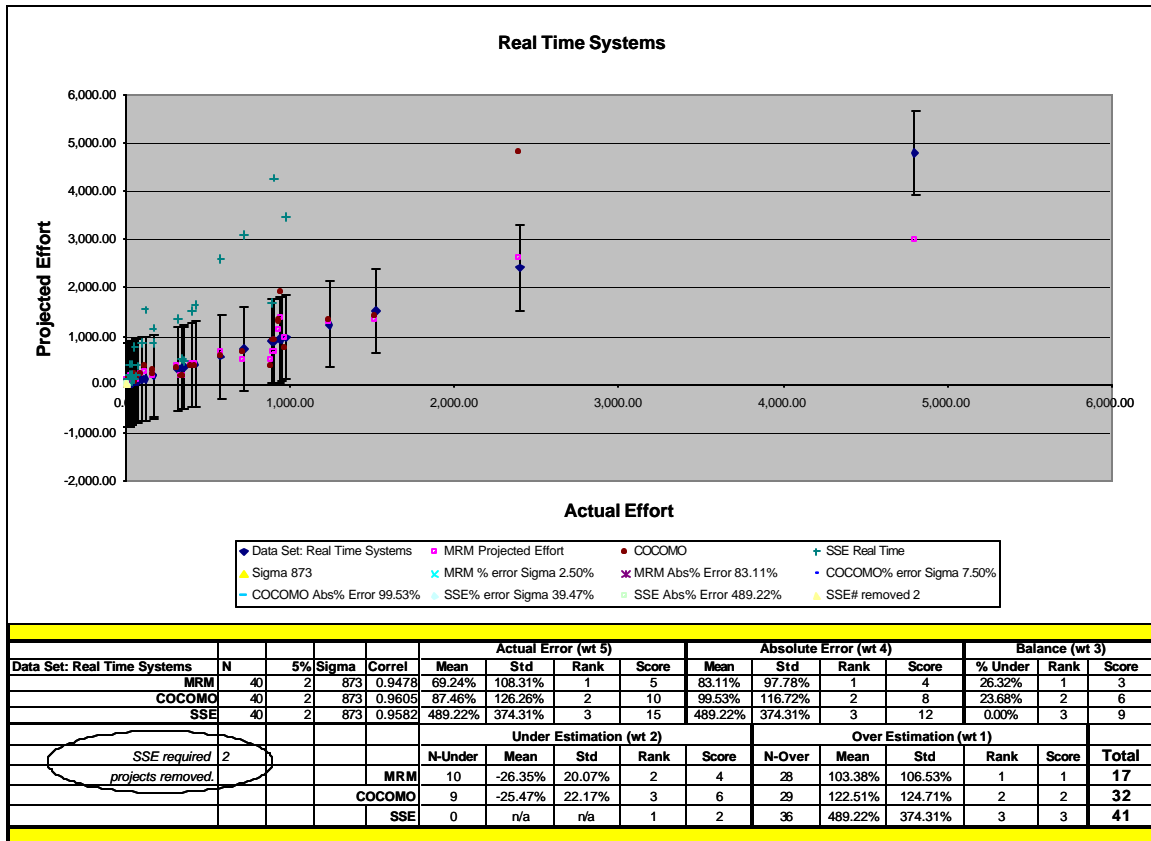 Real Time Systems
6,000.00
5,000.00
4,000.00
3,000.00
2,000.00
1,000.00
0.00
-1,000.00
-2,000.00
Projected Effort
0. 1,000.00 2,000.00 3,000.00 4,000.00 5,000.00 6,000.00
Actual Effort
Data Set: Real Time Systems MRM Projected Effort COCOMO SSE Real Time
Sigma 873 MRM % error Sigma 2.50% MRM Abs% Error 83.11% COCOMO% error Sigma 7.50%
COCOMO Abs% Error 99.53% SSE% error Sigma 39.47% SSE Abs% Error 489.22% SSE# removed 2
Actual Error (wt 5) Absolute Error (wt 4) Balance (wt 3)
Data Set: Real Time Systems N 5% Sigma Correl Mean Std Rank Score Mean Std Rank Score % Under Rank Score
MRM 40 2 873 0.9478 69.24% 108.31% 1 5 83.11% 97.78% 1 4 26.32% 1 3
COCOMO 40 2 873 0.9605 87.46% 126.26% 2 10 99.53% 116.72% 2 8 23.68% 2 6
SSE 40 2 873 0.9582 489.22% 374.31% 3 15 489.22% 374.31% 3 12 0.00% 3 9
Under Estimation (wt 2) Over Estimation (wt 1)
SSE required 2 N-Under Mean Std Rank Score N-Over Mean Std Rank Score Total
projects removed. MRM 10 -26.35% 20.07% 2 4 28 103.38% 106.53% 1 1 17
COCOMO 9 -25.47% 22.17% 3 6 29 122.51% 124.71% 2 2 32
SSE 0 n/a n/a 1 2 36 489.22% 374.31% 3 3 41